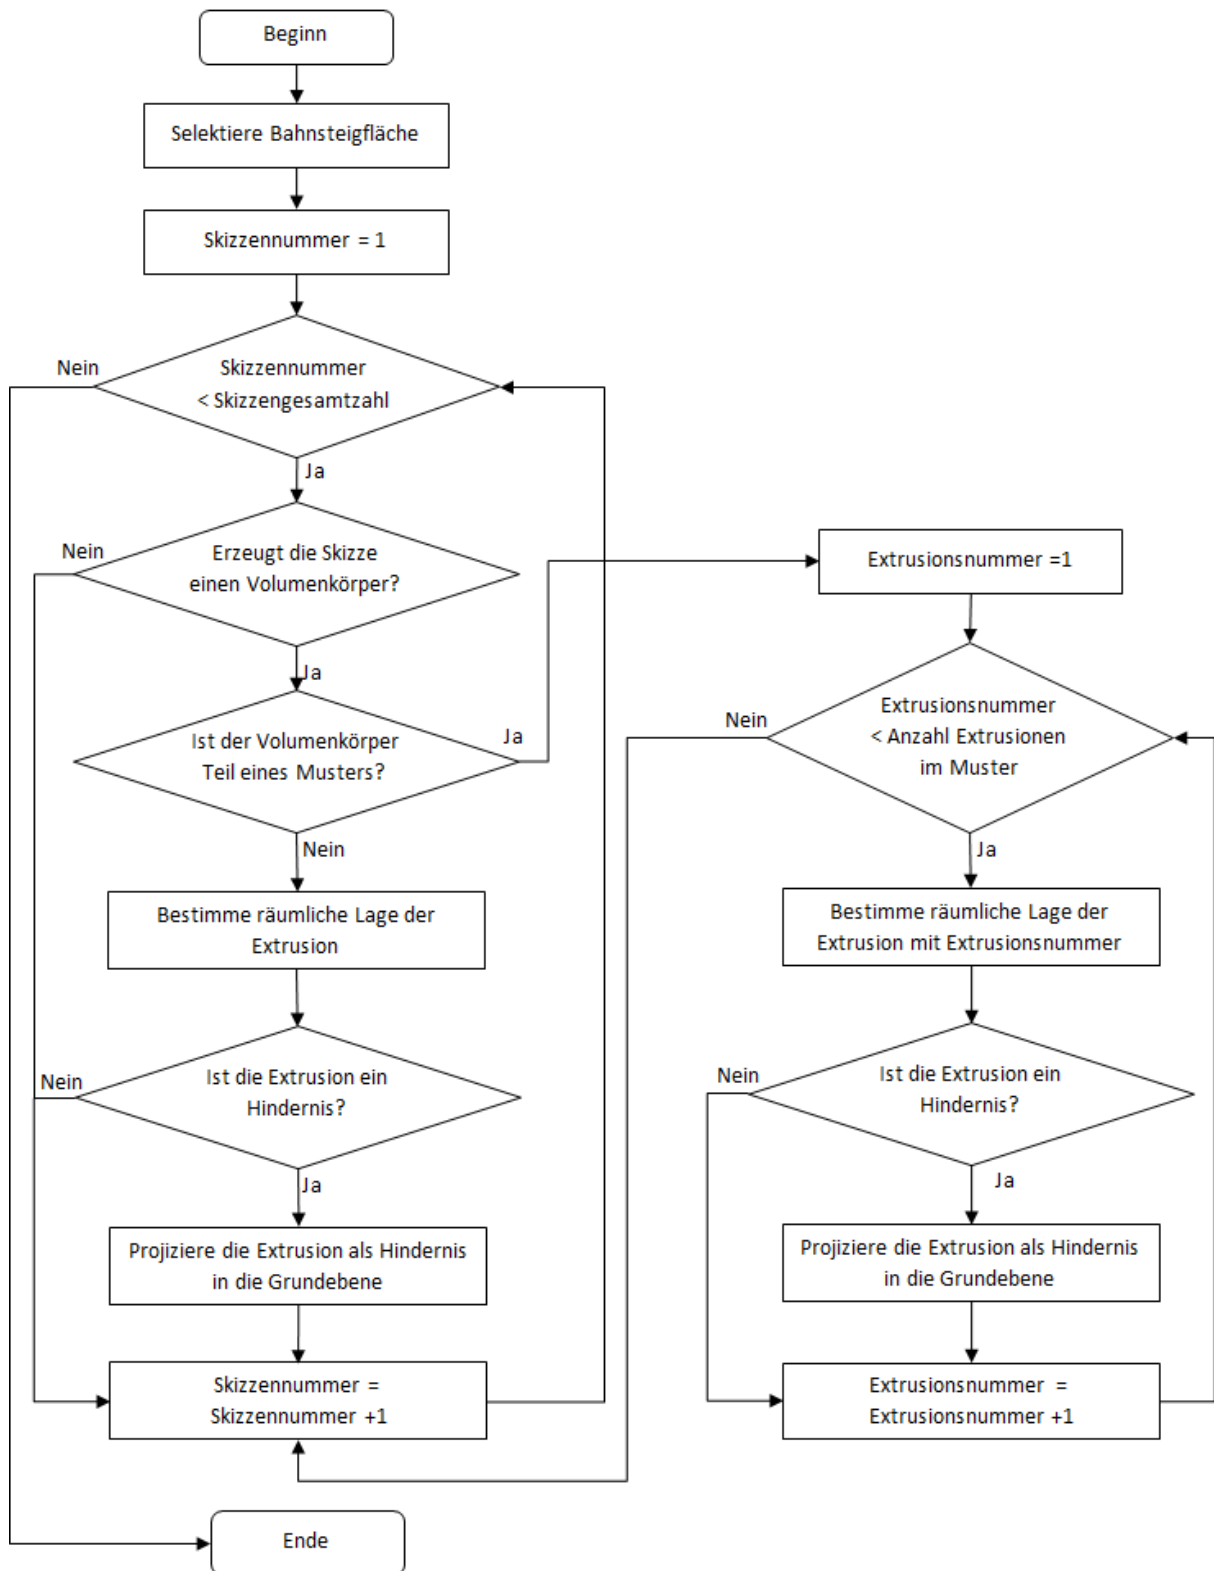 Beginn
Selektiere Bahnsteigfläche
Skizzennummer = 1
Nein
Skizzennummer
< Skizzengesamtzahl
Ja
Nein
Erzeugt die Skizze
einen Volumenkörper?
Ja
Ist der Volumenkörper
Teil eines Musters?
Ja
Nein
Bestimme räumliche Lage der
Extrusion
Nein
Ist die Extrusion ein
Hindernis?
Ja
Projiziere die Extrusion als Hindernis
in die Grundebene
Skizzennummer =
Skizzennummer +1
Ende
Extrusionsnummer =1
Nein
Extrusionsnummer
< Anzahl Extrusionen
im Muster
Ja
Bestimme räumliche Lage der
Extrusion mit Extrusionsnummer
Nein
Ist die Extrusion ein
Hindernis?
Ja
Projiziere die Extrusion als Hindernis
in die Grundebene
Extrusionsnummer =
Extrusionsnummer +1